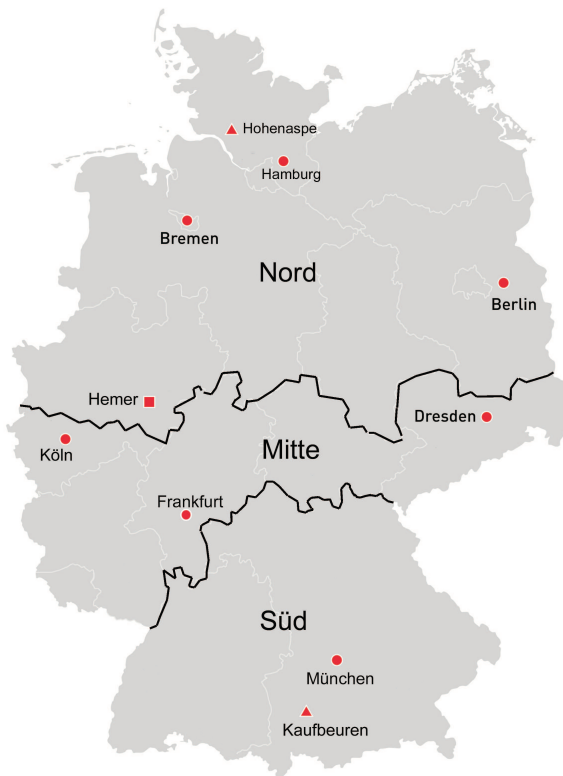 Hohenaspe
Hamburg
Bremen
Nord
Berlin
Hemer
Dresden
Köln
Mitte
Frankfurt
Süd
München
Kaufbeuren